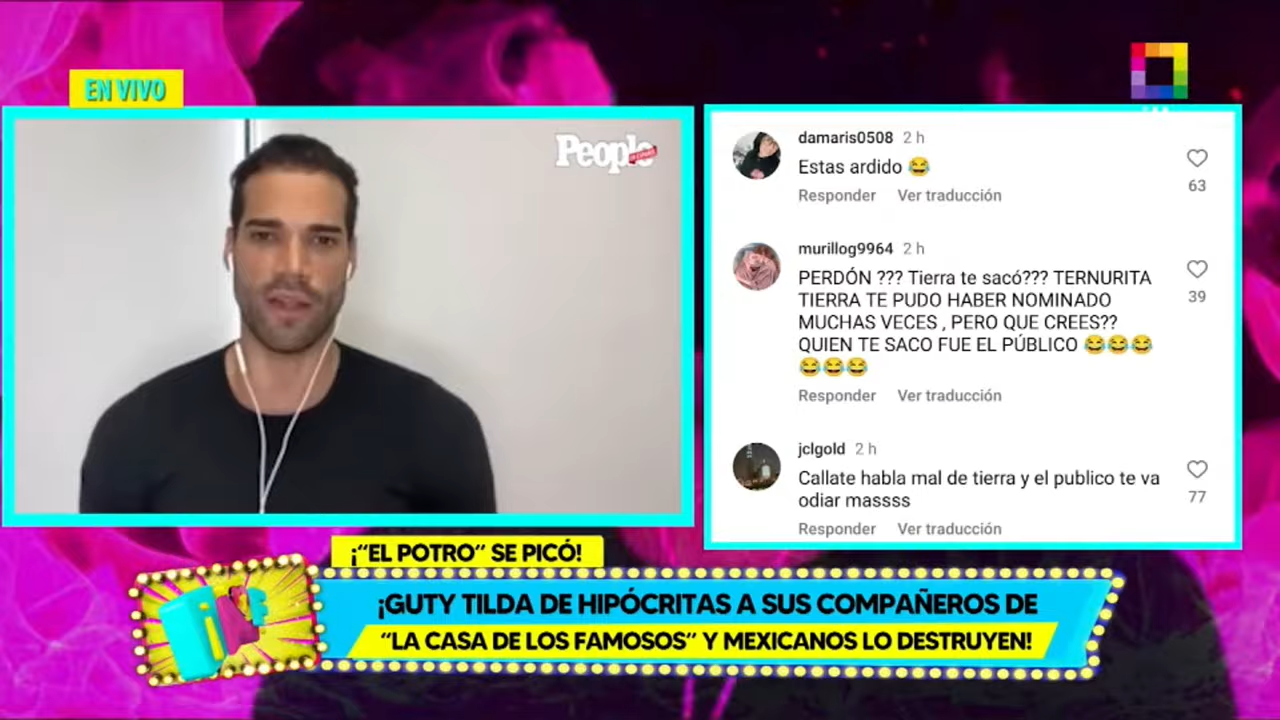 EN VIVO
People
EN ESPAÑOL
damaris0508 2 h
Estas ardido 😂
63
Responder Ver traducción
murillog9964 2 h
PERDÓN ??? Tierra te sacó??? TERNURITA
TIERRA TE PUDO HABER NOMINADO
MUCHAS VECES , PERO QUE CREES??
QUIEN TE SACO FUE EL PÚBLICO 😂😂😂
😂😂😂
39
Responder Ver traducción
jclgold 2 h
Callate habla mal de tierra y el publico te va
odiar massss
77
Responder Ver traducción
¡“EL POTRO” SE PICÓ!
¡GUTY TILDA DE HIPÓCRITAS A SUS COMPAÑEROS DE
“LA CASA DE LOS FAMOSOS” Y MEXICANOS LO DESTRUYEN!